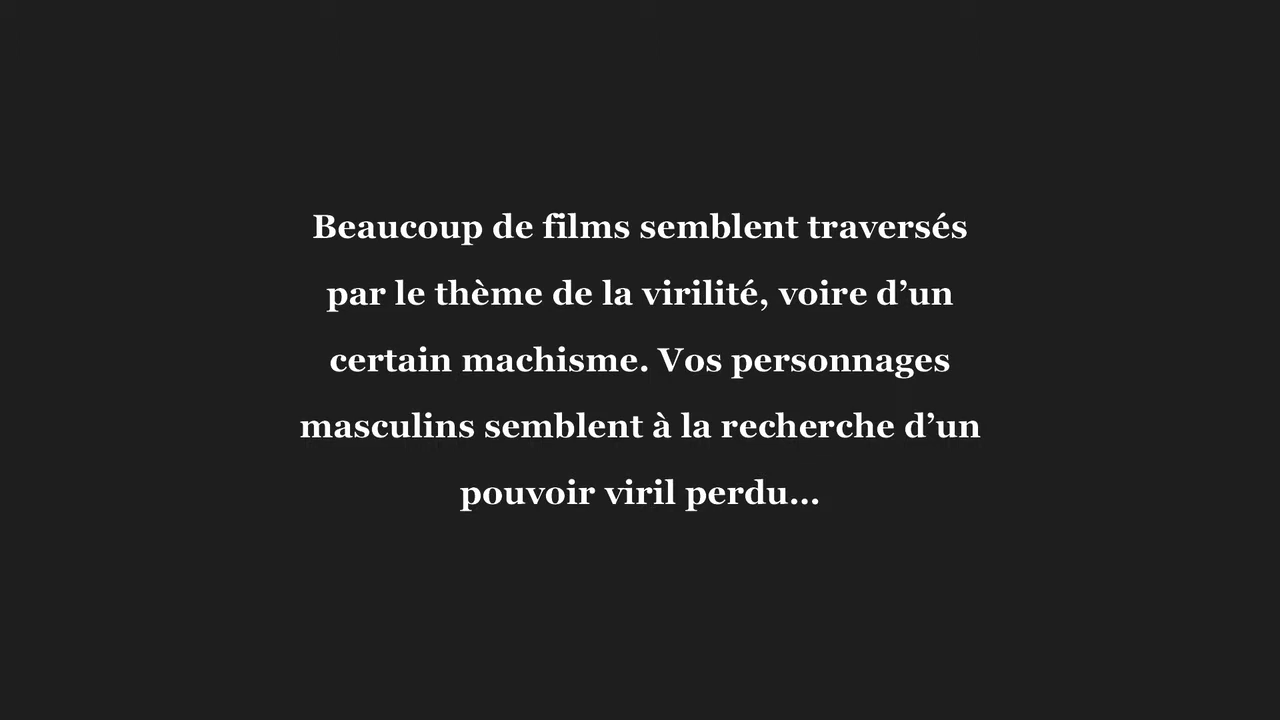 Beaucoup de films semblent traversés
par le thème de la virilité, voire d’un
certain machisme. Vos personnages
masculins semblent à la recherche d’un
pouvoir viril perdu...